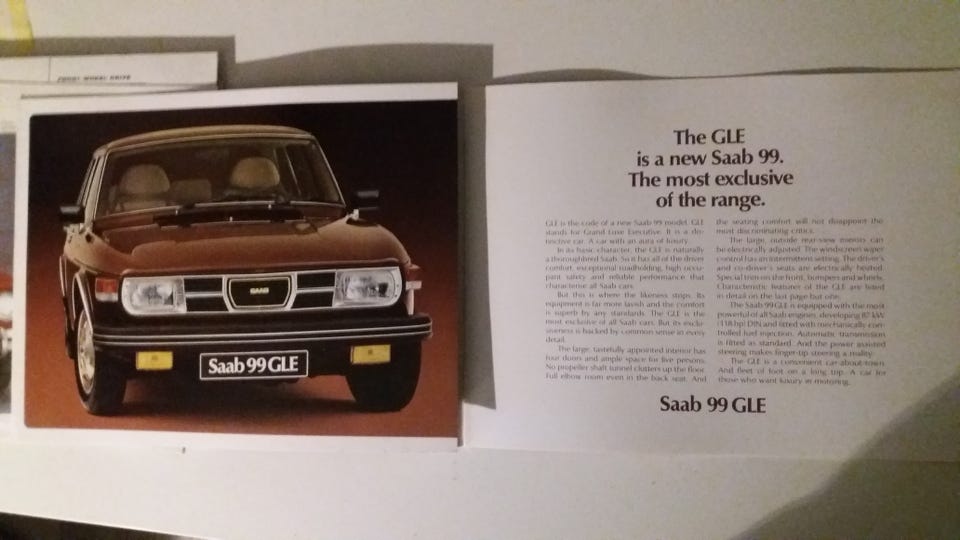 FRONT WHEEL DRIVE
SAAB
Saab 99 GLE
The GLE
is a new Saab 99.
The most exclusive
of the range.
GLE is the code of a new Saab 99 model. GLE
stands for Grand Luxe Executive. It is a dis-
tinctive car. A car with an aura of luxury.
In its basic character, the GLE is naturally
a thoroughbred Saab. So it has all of the driver
comfort, exceptional roadholding, high occu-
pant safety and reliable performance that
characterise all Saab cars.
But this is where the likeness stops. Its
equipment is far more lavish and the comfort
is superb by any standards. The GLE is the
most exclusive of all Saab cars. But its exclu-
siveness is backed by common sense in every
detail.
The large, tastefully appointed interior has
four doors and ample space for five persons.
No propeller shaft tunnel clutters up the floor.
Full elbow room even in the back seat. And
the seating comfort will not disappoint the
most discriminating critics.
The large, outside rear-view mirrors can
be electrically adjusted. The windscreen wiper
control has an intermittent setting. The driver's
and co-driver's seats are electrically heated.
Special trim on the front, bumpers and wheels.
Characteristic features of the GLE are listed
in detail on the last page but one.
The Saab 99 GLE is equipped with the most
powerful of all Saab engines, developing 87 kW
(118 hp) DIN and fitted with mechanically con-
trolled fuel injection. Automatic transmission
is fitted as standard. And the power assisted
steering makes finger-tip steering a reality.
The GLE is a convenient car about-town.
And fleet of foot on a long trip. A car for
those who want luxury in motoring.
Saab 99 GLE